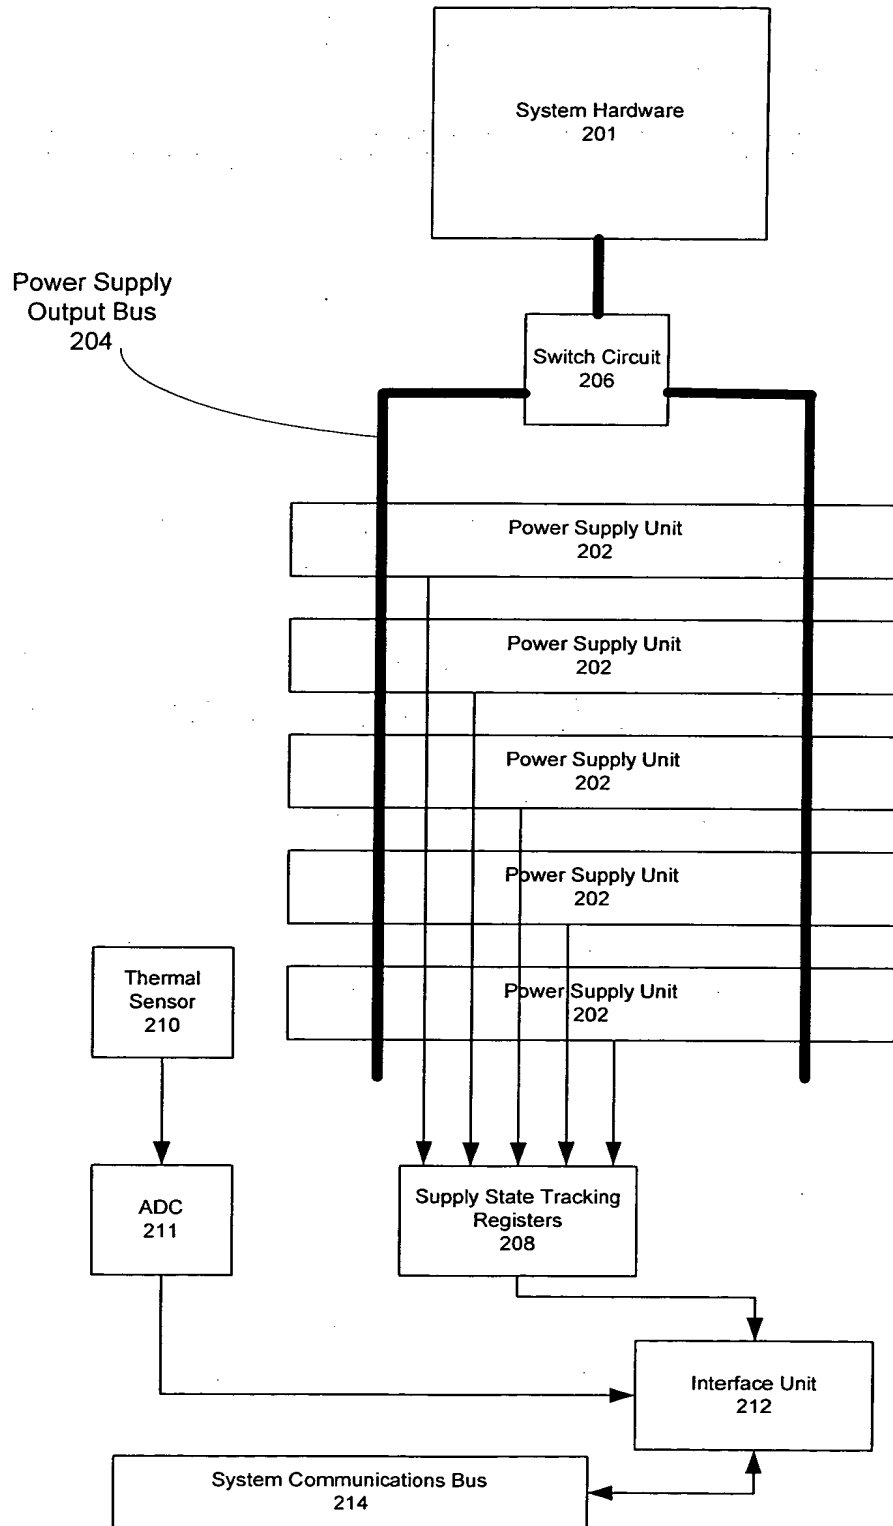 System Hardware
201
Power Supply
Output Bus
204
Switch Circuit
206
Power Supply Unit
202
Power Supply Unit
202
Power Supply Unit
202
Power Supply Unit
202
Power Supply Unit
202
Thermal
Sensor
210
ADC
211
Supply State Tracking
Registers
208
Interface Unit
212
System Communications Bus
214